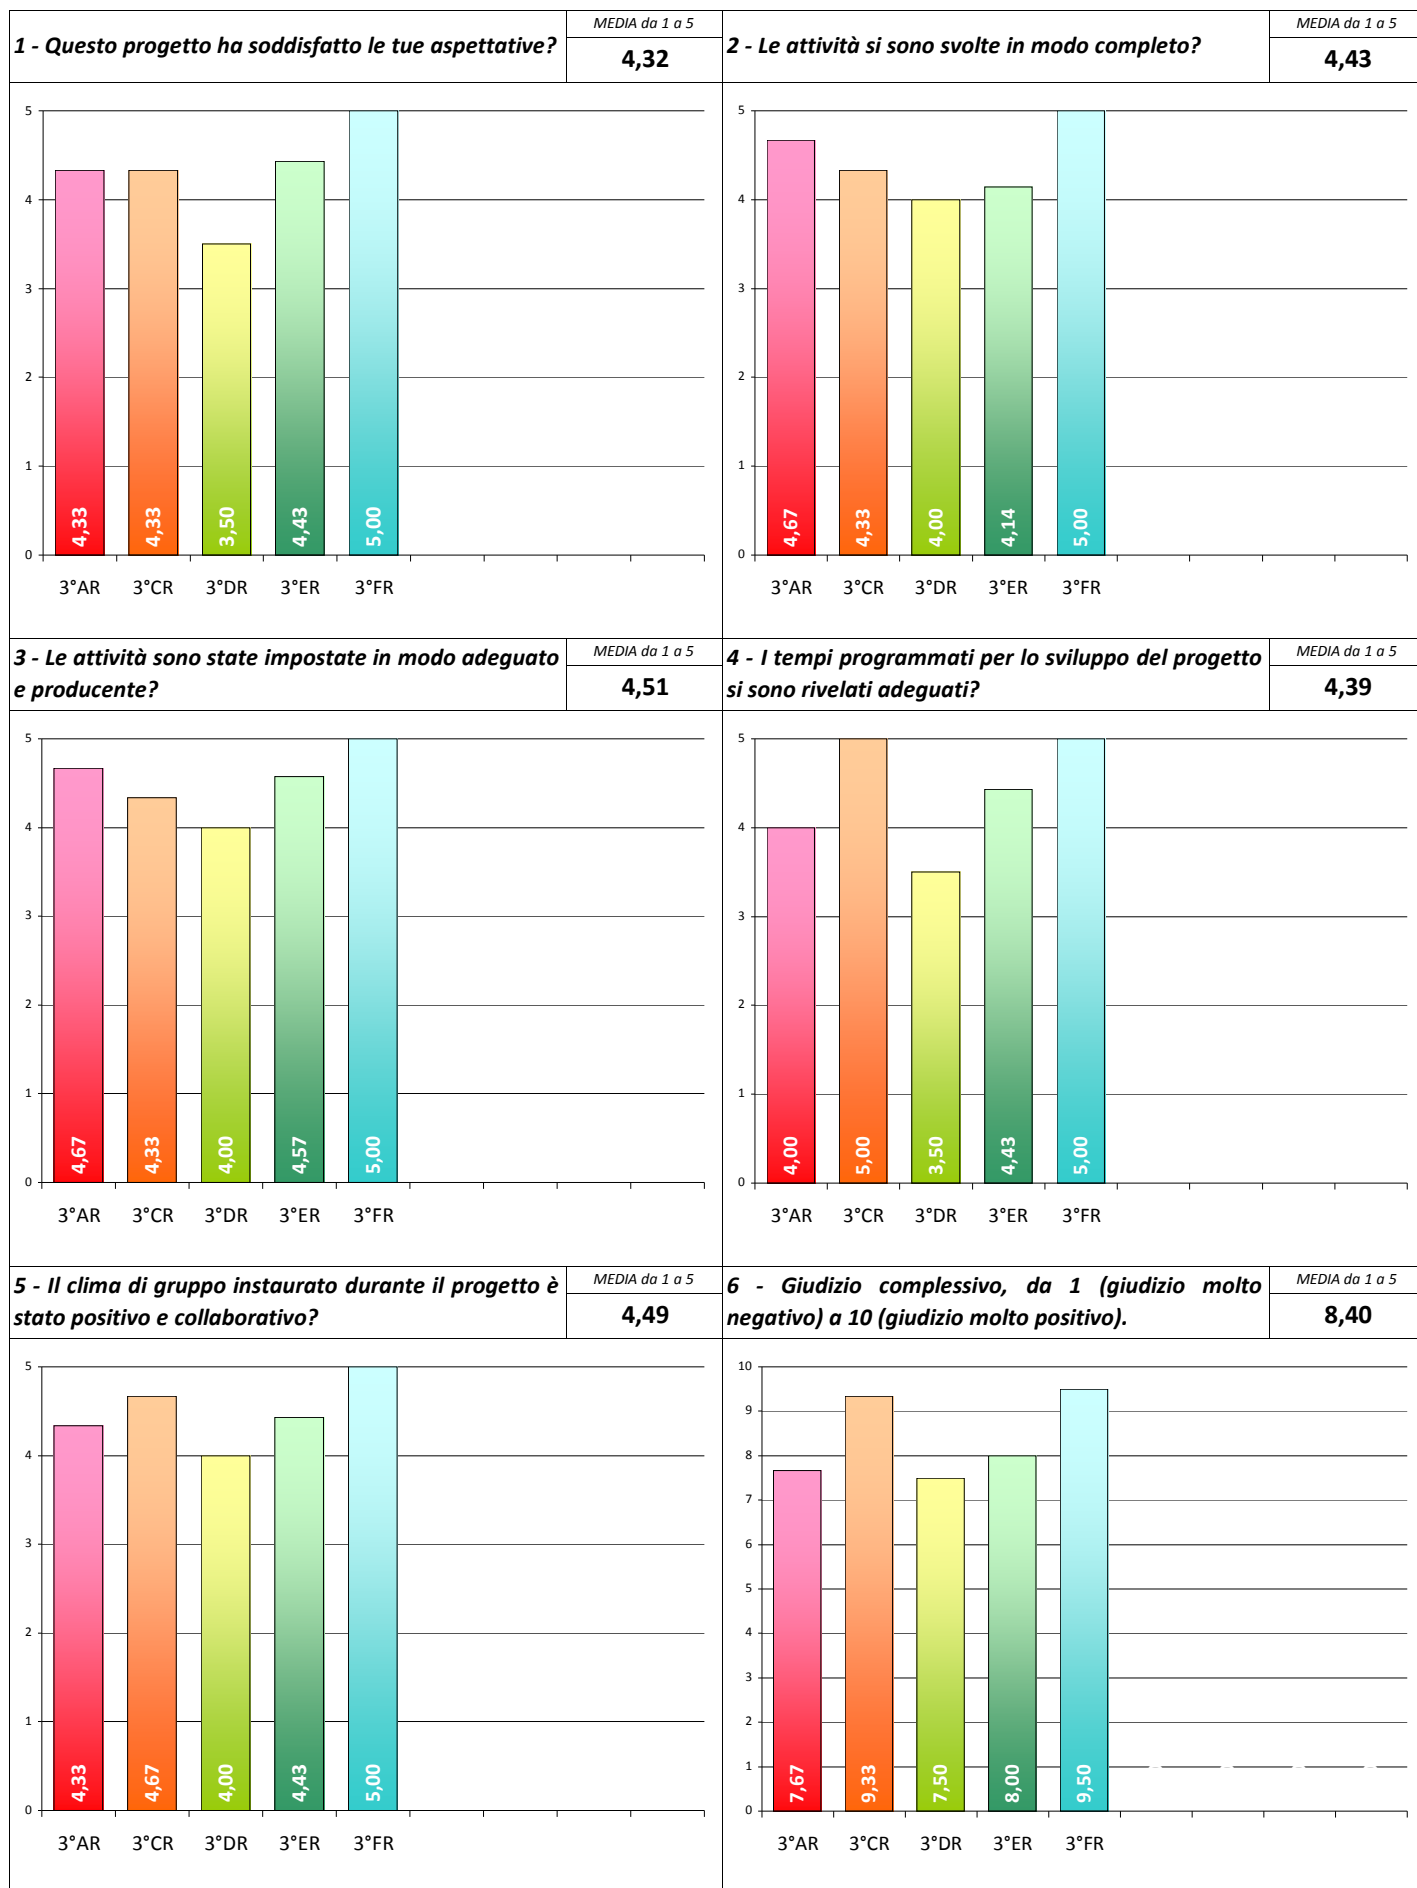 1 - Questo progetto ha soddisfatto le tue aspettative?
MEDIA da 1 a 5
4,32
5
4
3
2
1
0
4,33
4,33
3,50
4,43
5,00
3°AR
3°CR
3°DR
3°ER
3°FR
2 - Le attività si sono svolte in modo completo?
MEDIA da 1 a 5
4,43
5
4
3
2
1
0
4,67
4,33
4,00
4,14
5,00
3°AR
3°CR
3°DR
3°ER
3°FR
3 - Le attività sono state impostate in modo adeguato
e producente?
MEDIA da 1 a 5
4,51
5
4
3
2
1
0
4,67
4,33
4,00
4,57
5,00
3°AR
3°CR
3°DR
3°ER
3°FR
4 - I tempi programmati per lo sviluppo del progetto
si sono rivelati adeguati?
MEDIA da 1 a 5
4,39
5
4
3
2
1
0
4,00
5,00
3,50
4,43
5,00
3°AR
3°CR
3°DR
3°ER
3°FR
5 - Il clima di gruppo instaurato durante il progetto è
stato positivo e collaborativo?
MEDIA da 1 a 5
4,49
5
4
3
2
1
0
4,33
4,67
4,00
4,43
5,00
3°AR
3°CR
3°DR
3°ER
3°FR
6 - Giudizio complessivo, da 1 (giudizio molto
negativo) a 10 (giudizio molto positivo).
MEDIA da 1 a 5
8,40
10
9
8
7
6
5
4
3
2
1
0
7,67
9,33
7,50
8,00
9,50
3°AR
3°CR
3°DR
3°ER
3°FR